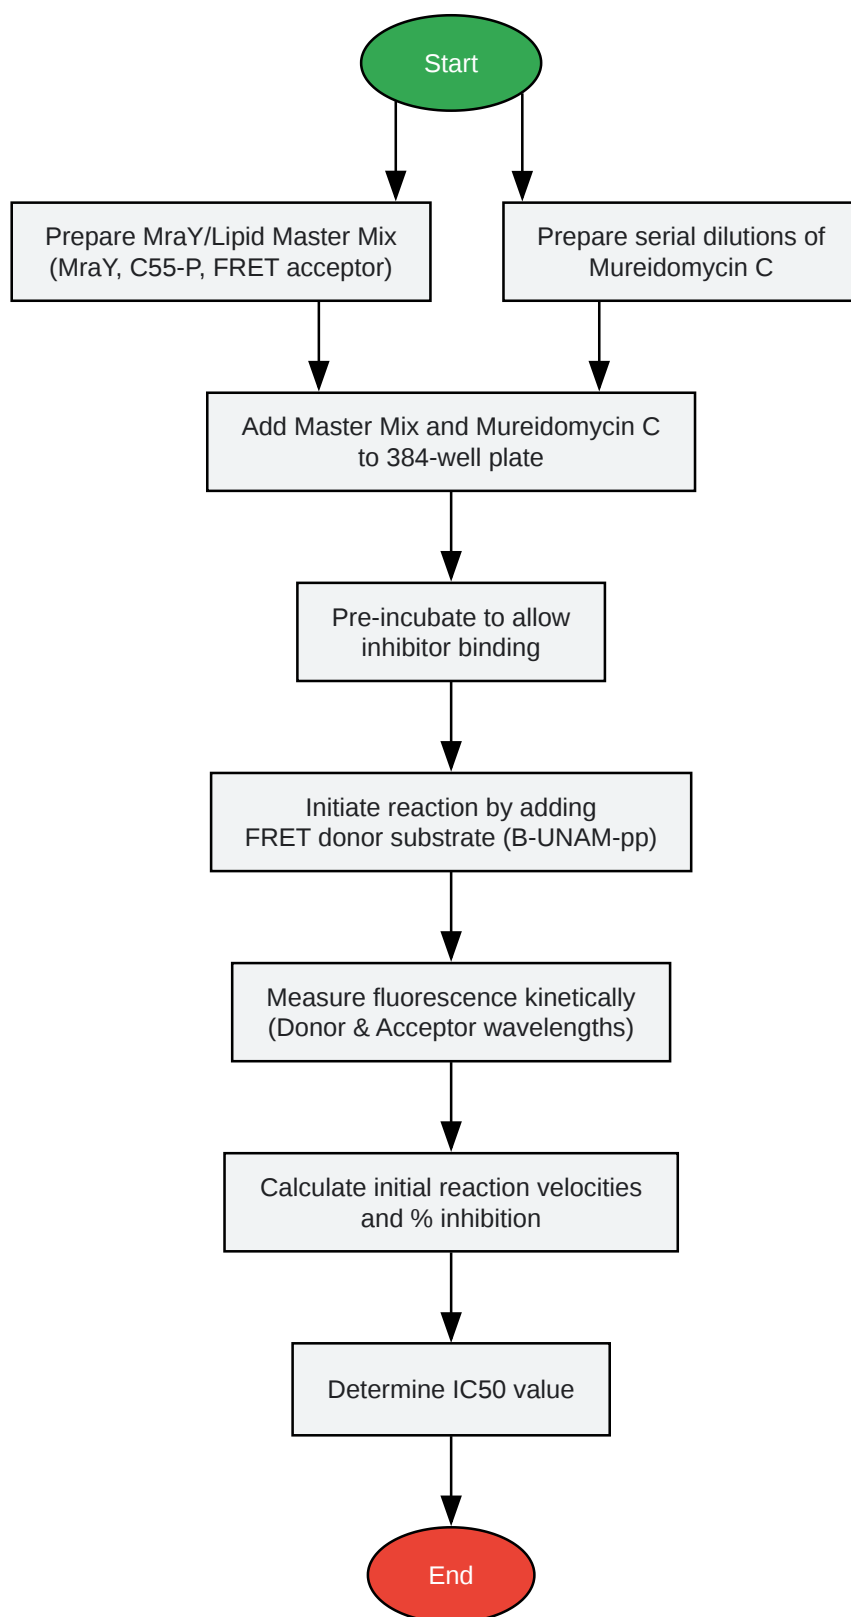 Start
Prepare MraY/Lipid Master Mix
(MraY, C55-P, FRET acceptor)
Prepare serial dilutions of
Mureidomycin C
Add Master Mix and Mureidomycin C
to 384-well plate
Pre-incubate to allow
inhibitor binding
Initiate reaction by adding
FRET donor substrate (B-UNAM-pp)
Measure fluorescence kinetically
(Donor & Acceptor wavelengths)
Calculate initial reaction velocities
and % inhibition
Determine IC50 value
End